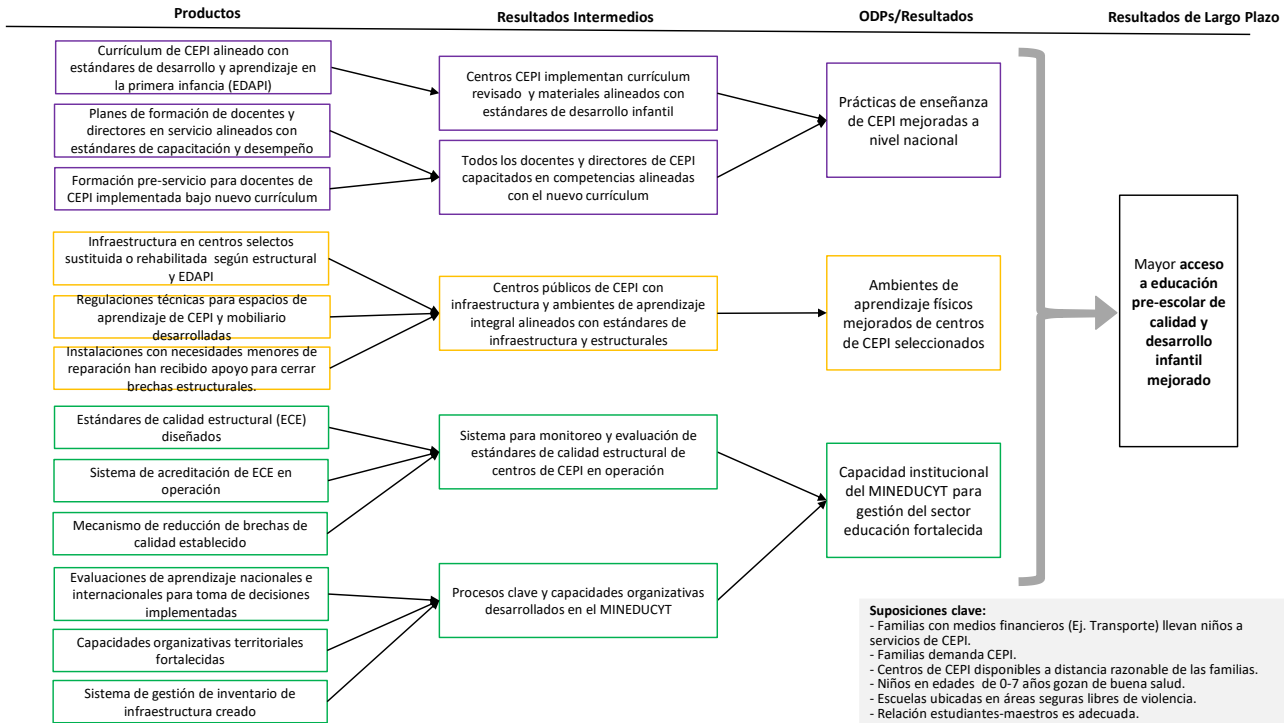 Productos
Resultados Intermedios
ODPs/Resultados
Resultados de Largo Plazo
Currículum de CEPI alineado con
estándares de desarrollo y aprendizaje en
la primera infancia (EDAPI)
Planes de formación de docentes y
directores en servicio alineados con
estándares de capacitación y desempeño
Formación pre-servicio para docentes de
CEPI implementada bajo nuevo currículum
Centros CEPI implementan currículum
revisado y materiales alineados con
estándares de desarrollo infantil
Todos los docentes y directores de CEPI
capacitados en competencias alineadas
con el nuevo currículum
Prácticas de enseñanza
de CEPI mejoradas a
nivel nacional
Infraestructura en centros selectos
sustituida o rehabilitada según estructural
y EDAPI
Regulaciones técnicas para espacios de
aprendizaje de CEPI y mobiliario
desarrolladas
Instalaciones con necesidades menores de
reparación han recibido apoyo para cerrar
brechas estructurales.
Centros públicos de CEPI con
infraestructura y ambientes de aprendizaje
integral alineados con estándares de
infraestructura y estructurales
Ambientes de
aprendizaje físicos
mejorados de centros
de CEPI seleccionados
Estándares de calidad estructural (ECE)
diseñados
Sistema de acreditación de ECE en
operación
Mecanismo de reducción de brechas de
calidad establecido
Evaluaciones de aprendizaje nacionales e
internacionales para toma de decisiones
implementadas
Capacidades organizativas territoriales
fortalecidas
Sistema de gestión de inventario de
infraestructura creado
Sistema para monitoreo y evaluación de
estándares de calidad estructural de
centros de CEPI en operación
Procesos clave y capacidades organizativas
desarrollados en el MINEDUCYT
Capacidad institucional
del MINEDUCYT para
gestión del sector
educación fortalecida
Mayor acceso
a educación
pre-escolar de
calidad y
desarrollo
infantil
mejorado
Suposiciones clave:
- Familias con medios financieros (Ej. Transporte) llevan niños a
servicios de CEPI.
- Familias demanda CEPI.
- Centros de CEPI disponibles a distancia razonable de las familias.
- Niños en edades de 0-7 años gozan de buena salud.
- Escuelas ubicadas en áreas seguras libres de violencia.
- Relación estudiantes-maestros es adecuada.